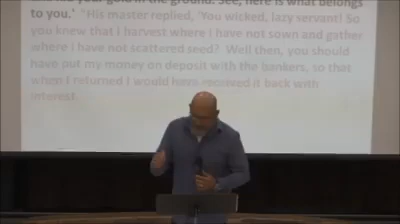 your gold in the ground. See, here is what belongs
to you.' "His master replied, 'You wicked, lazy servant! So
you knew that I harvest where I have not sown and gather
where I have not scattered seed? Well then, you should
have put my money on deposit with the bankers, so that
when I returned I would have received it back with
interest.